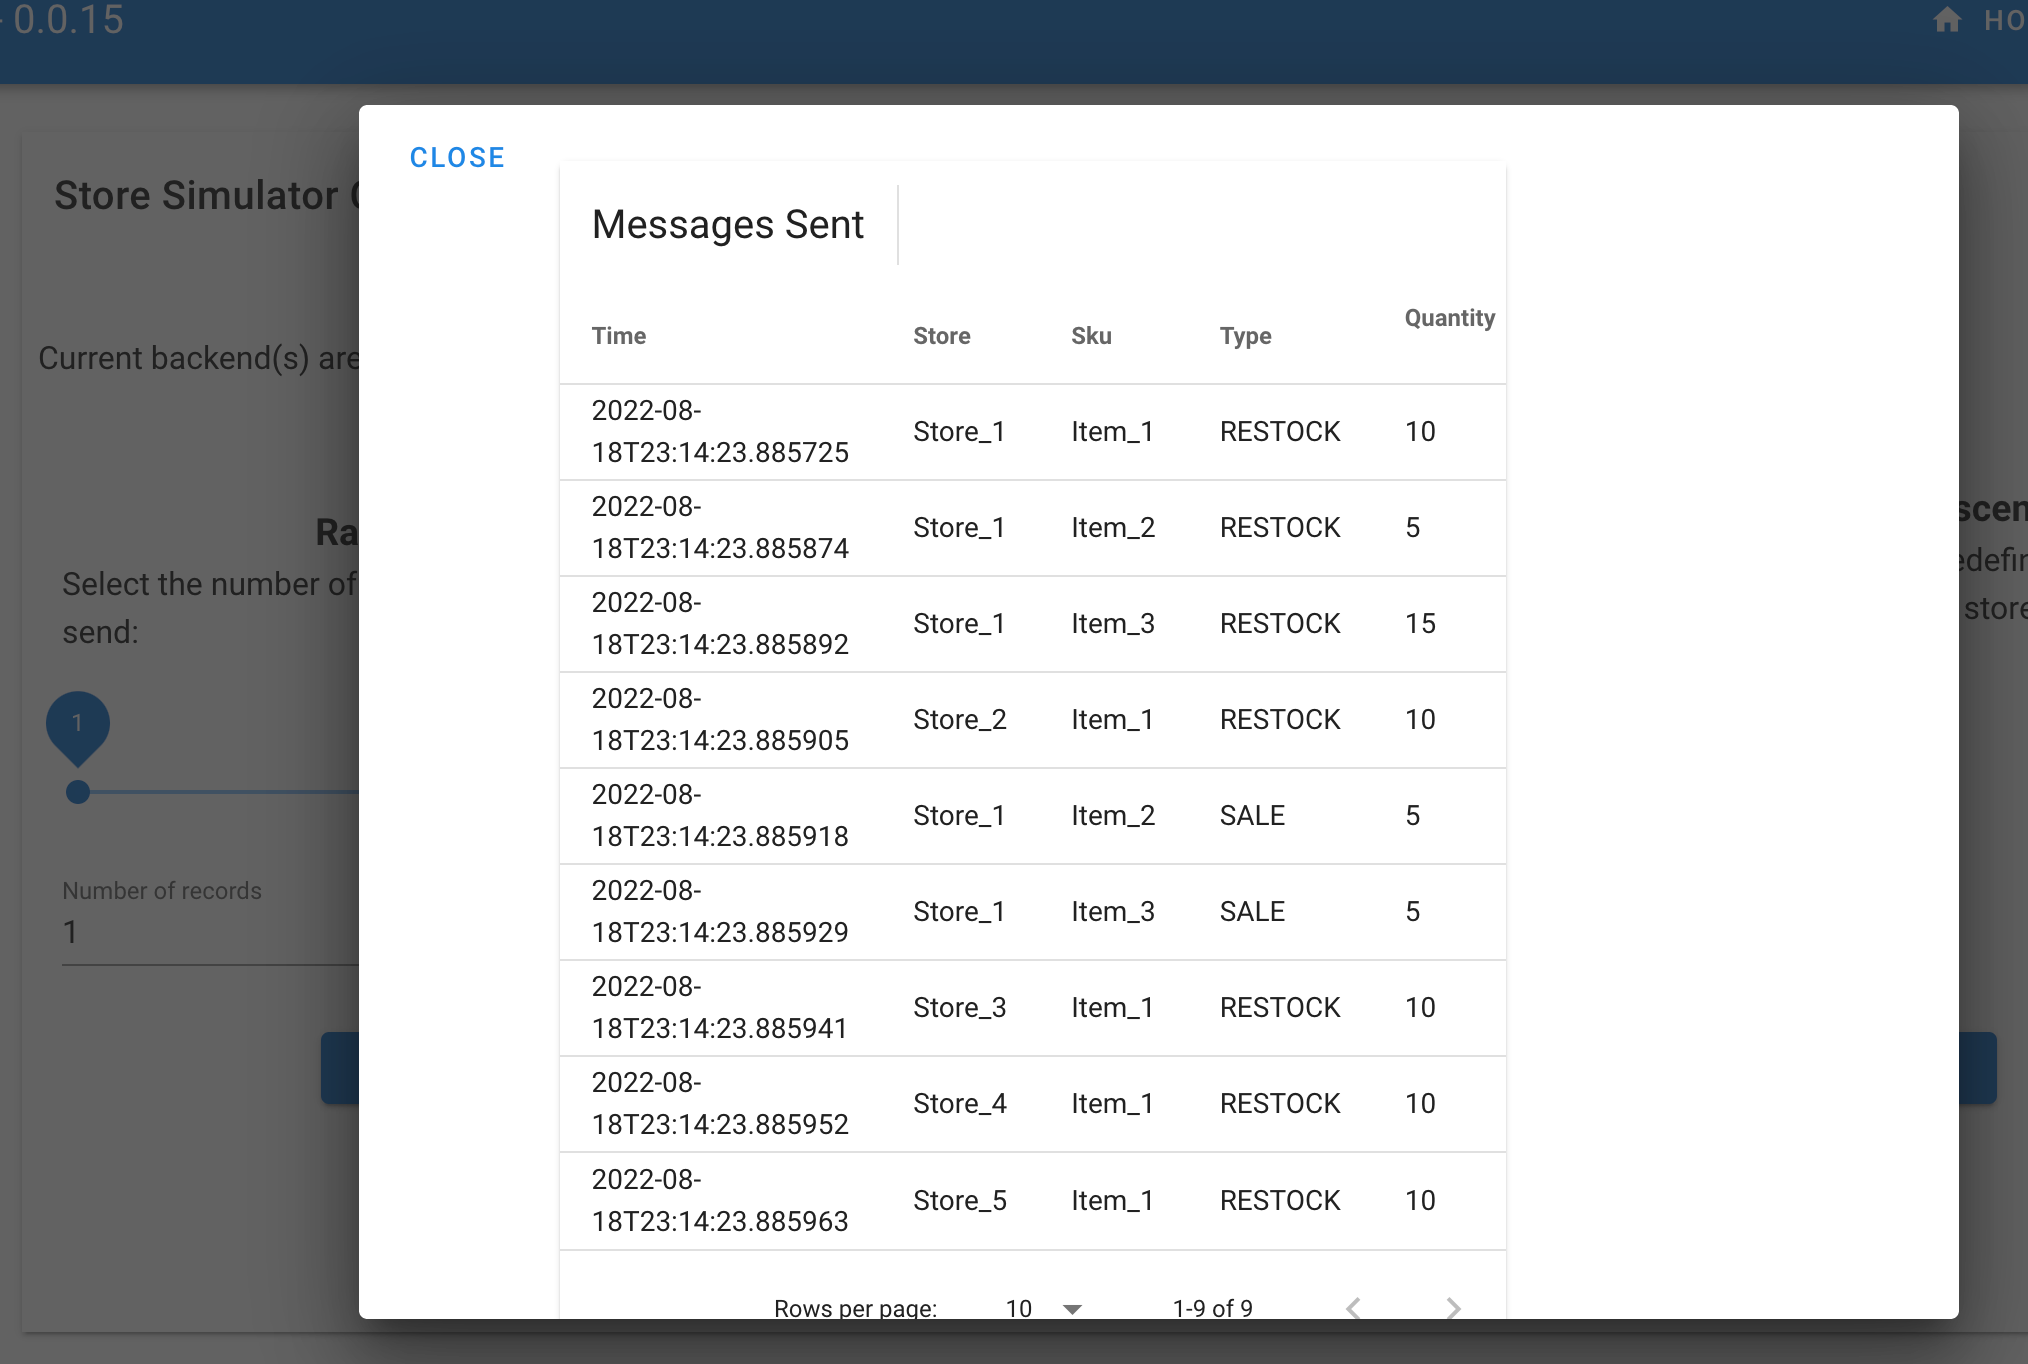 - 0.0.15
HO
CLOSE
Store Simulator
Messages Sent
Time Store Sku Type Quantity
Current backend(s) are
2022-08-
18T23:14:23.885725 Store_1 Item_1 RESTOCK 10
2022-08-
18T23:14:23.885874 Store_1 Item_2 RESTOCK 5
Ra
scen
Select the number of
edefin
send:
store
2022-08-
18T23:14:23.885892 Store_1 Item_3 RESTOCK 15
2022-08-
18T23:14:23.885905 Store_2 Item_1 RESTOCK 10
1
2022-08-
18T23:14:23.885918 Store_1 Item_2 SALE 5
2022-08-
18T23:14:23.885929 Store_1 Item_3 SALE 5
Number of records
1
2022-08-
18T23:14:23.885941 Store_3 Item_1 RESTOCK 10
2022-08-
18T23:14:23.885952 Store_4 Item_1 RESTOCK 10
2022-08-
18T23:14:23.885963 Store_5 Item_1 RESTOCK 10
Rows per page: 10 1-9 of 9